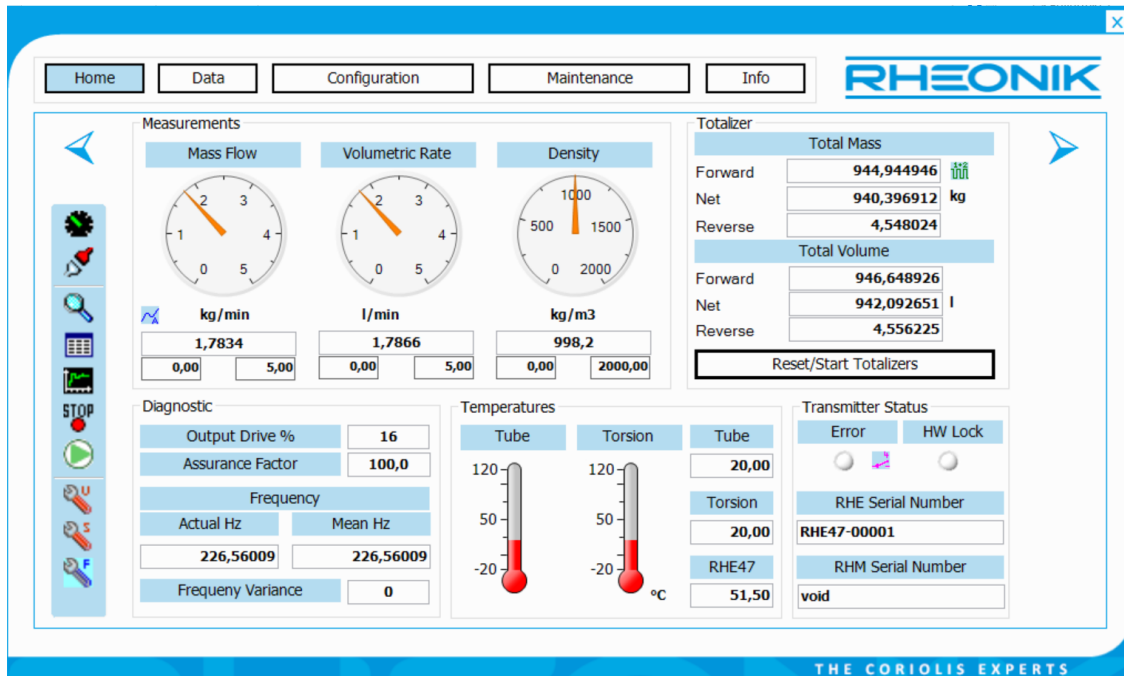 X
Home Data Configuration Maintenance Info RHEONIK
Measurements
Mass Flow Volumetric Rate Density
0 1 2 3 4 5
0 1 2 3 4 5
0 500 1000 1500 2000
kg/min l/min kg/m3
1,7834 1,7866 998,2
0,00 5,00 0,00 5,00 0,00 2000,00
Totalizer
Total Mass
Forward 944,944946
Net 940,396912 kg
Reverse 4,548024
Total Volume
Forward 946,648926
Net 942,092651 l
Reverse 4,556225
Reset/Start Totalizers
STOP
U
S
F
Diagnostic
Output Drive % 16
Assurance Factor 100,0
Frequency
Actual Hz Mean Hz
226,56009 226,56009
Frequeny Variance 0
Temperatures
Tube Torsion Tube
120 120 20,00
50 50 Torsion
20,00
-20 -20 RHE47
°C 51,50
Transmitter Status
Error HW Lock
RHE Serial Number
RHE47-00001
RHM Serial Number
void
THE CORIOLIS EXPERTS